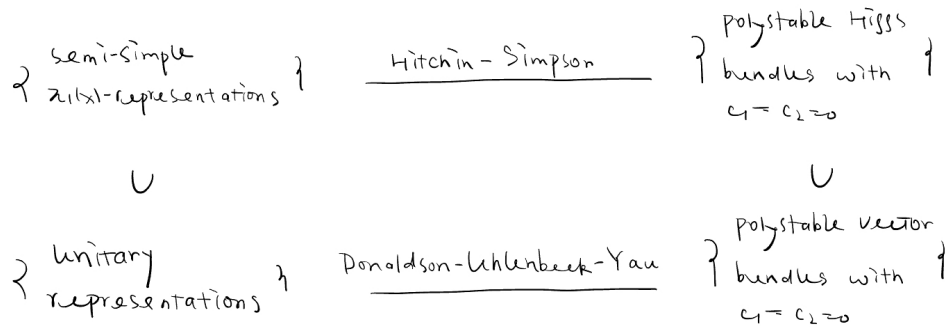 { semi-simple π₁(X)-representations } Hitchin - Simpson { polystable Higgs bundles with c₁ = c₂ = 0 }
∪ ∪
{ Unitary representations } Donaldson-Uhlenbeck-Yau { polystable vector bundles with c₁ = c₂ = 0 }